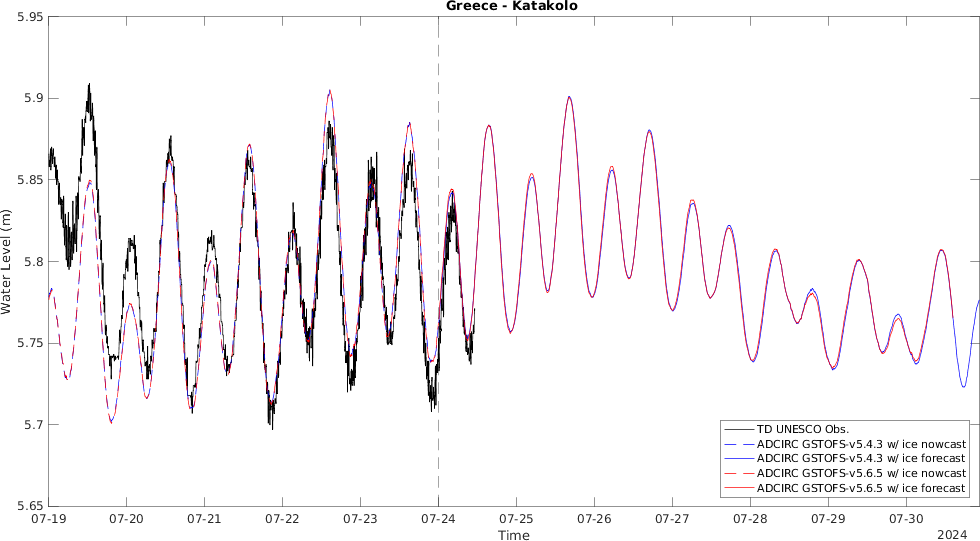 Greece - Katakolo
5.95
5.9
5.85
5.8
5.75
5.7
5.65
Water Level (m)
07-19 07-20 07-21 07-22 07-23 07-24 07-25 07-26 07-27 07-28 07-29 07-30
Time
2024
TD UNESCO Obs.
ADCIRC GSTOFS-v5.4.3 w/ ice nowcast
ADCIRC GSTOFS-v5.4.3 w/ ice forecast
ADCIRC GSTOFS-v5.6.5 w/ ice nowcast
ADCIRC GSTOFS-v5.6.5 w/ ice forecast